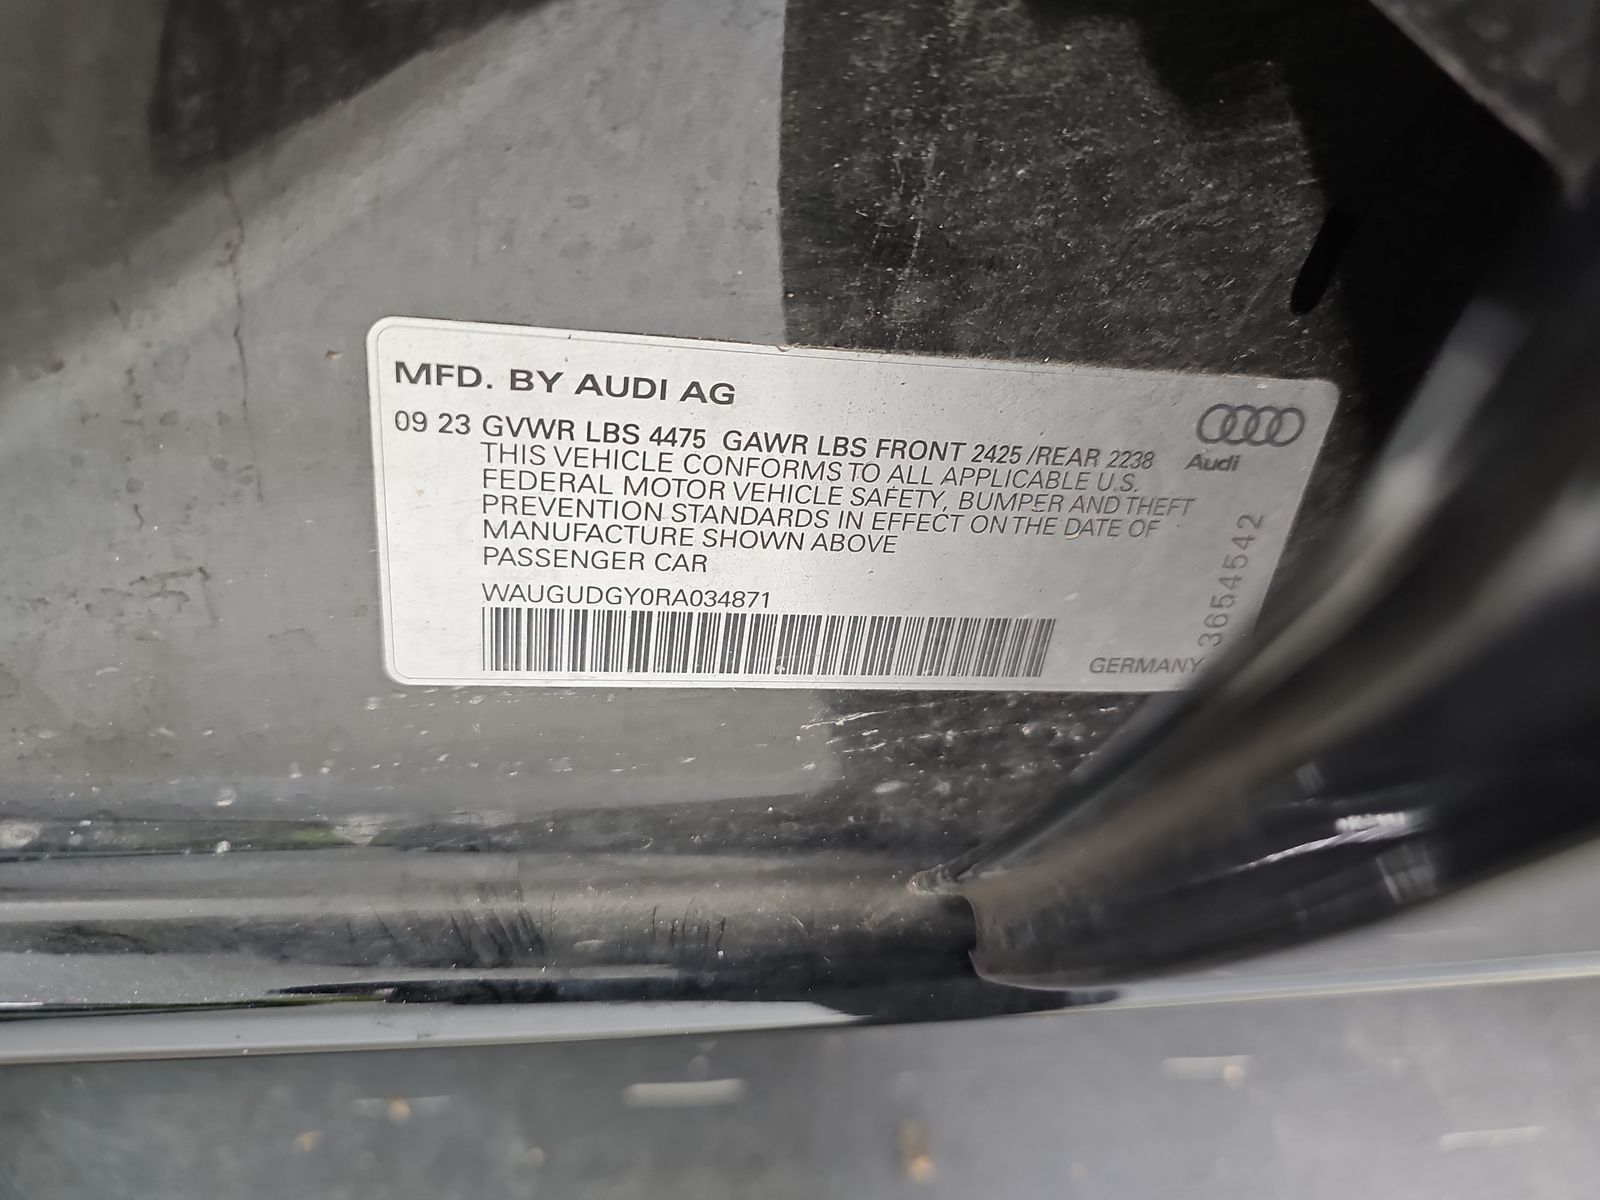 MFD. BY AUDI AG
09 23 GVWR LBS 4475 GAWR LBS FRONT 2425 /REAR 2238
THIS VEHICLE CONFORMS TO ALL APPLICABLE U.S.
FEDERAL MOTOR VEHICLE SAFETY, BUMPER AND THEFT
PREVENTION STANDARDS IN EFFECT ON THE DATE OF
MANUFACTURE SHOWN ABOVE
PASSENGER CAR
WAUGUDGY0RA034871
Audi
3654542
GERMANY